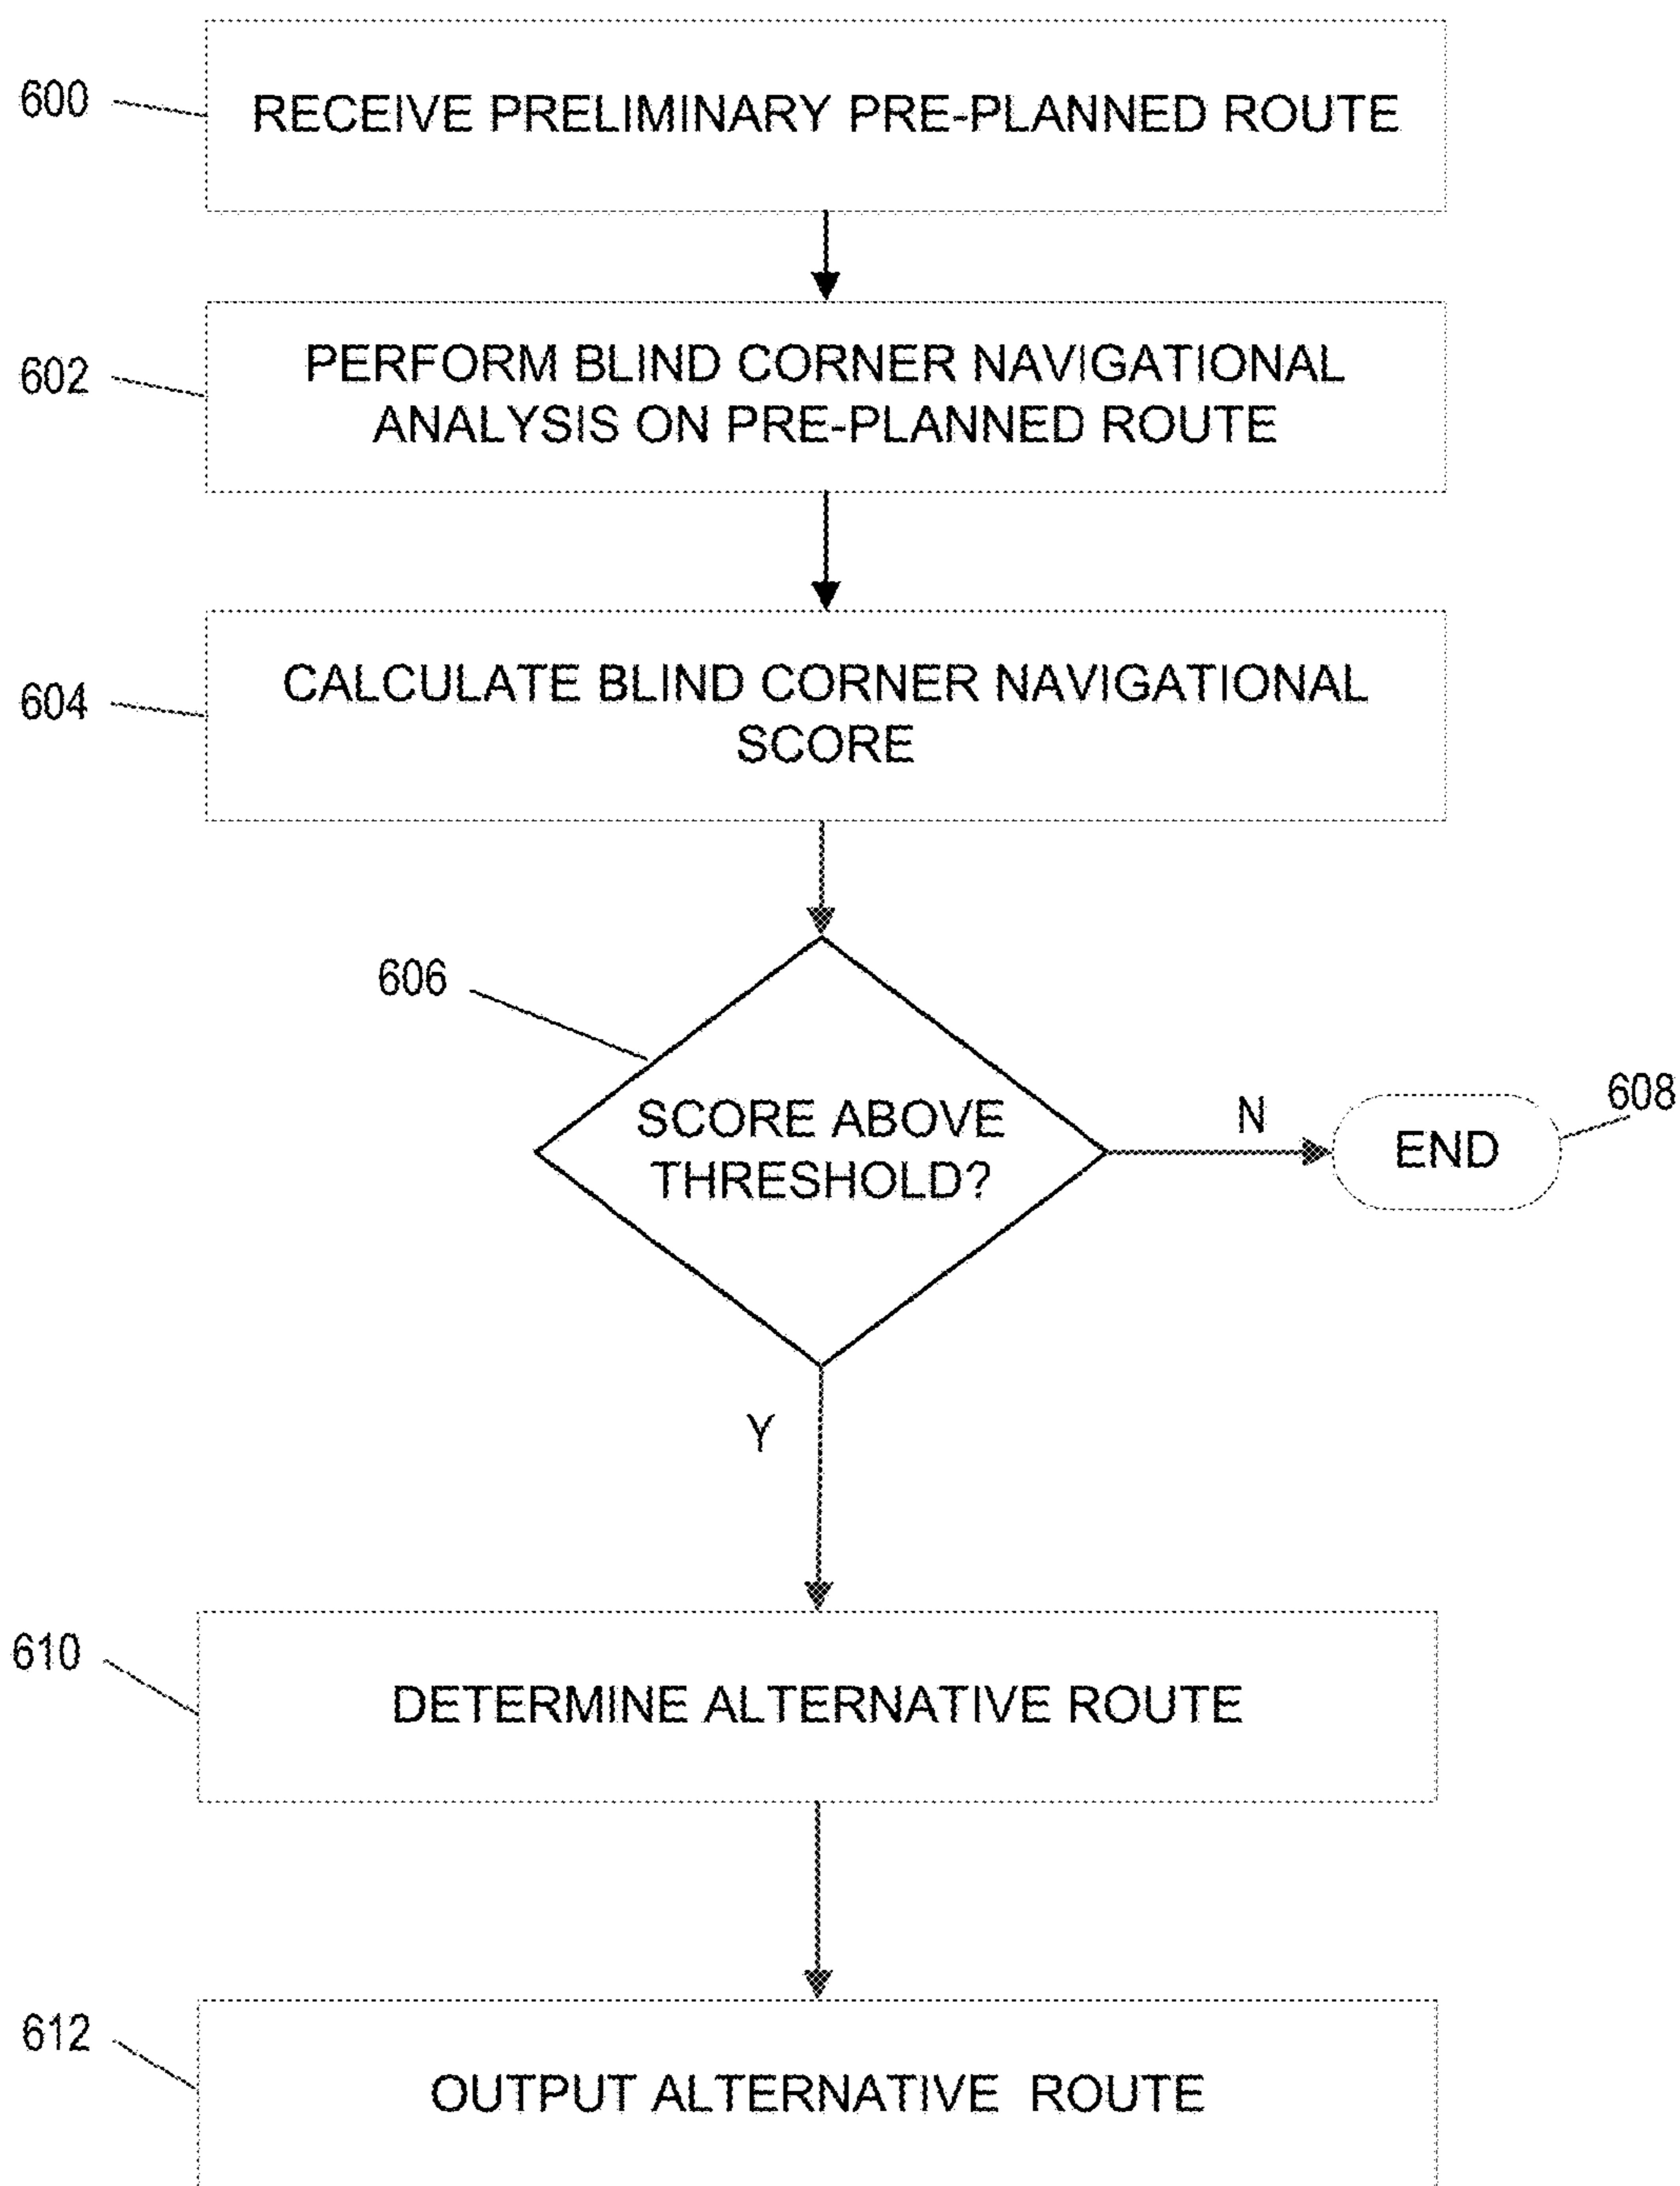 600
RECEIVE PRELIMINARY PRE-PLANNED ROUTE
602
PERFORM BLIND CORNER NAVIGATIONAL
ANALYSIS ON PRE-PLANNED ROUTE
604
CALCULATE BLIND CORNER NAVIGATIONAL
SCORE
606
SCORE ABOVE
THRESHOLD?
N
608
END
Y
610
DETERMINE ALTERNATIVE ROUTE
612
OUTPUT ALTERNATIVE ROUTE